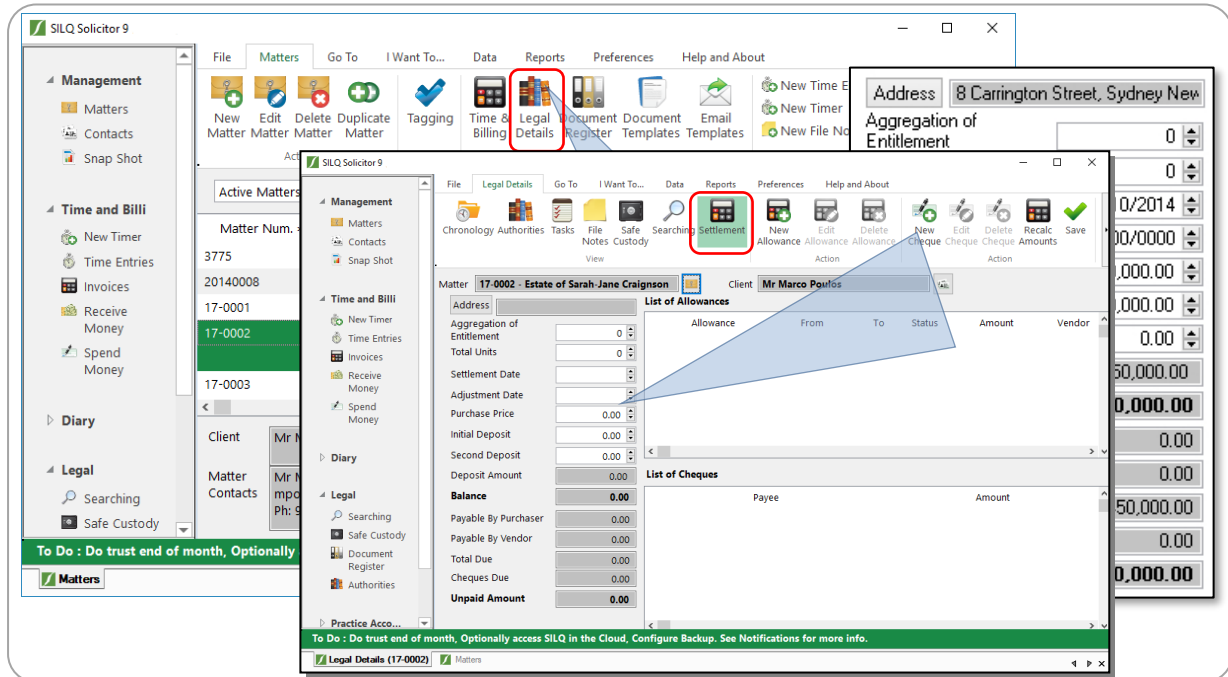 SILQ Solicitor 9
File Matters Go To I Want To... Data Reports Preferences Help and About
Management
Matters
Contacts
Snap Shot
Time and Billi
New Timer
Time Entries
Invoices
Receive
Money
Spend
Money
Diary
Legal
Searching
Safe Custody
New
Matter
Edit
Matter
Delete
Matter
Duplicate
Matter
Tagging
Time &
Billing
Legal
Details
Document
Register
Document
Templates
Email
Templates
New Time E
New Timer
New File No
Act
Active Matters
Matter Num.
3775
20140008
17-0001
17-0002
17-0003
Client Mr M
Matter
Contacts
Mr M
mpo
Ph: 9
To Do : Do trust end of month, Optionally
Matters
Address 8 Carrington Street, Sydney New
Aggregation of
Entitlement
0
0
0/2014
00/0000
,000.00
,000.00
0.00
50,000.00
0,000.00
0.00
0.00
50,000.00
0.00
0,000.00
SILQ Solicitor 9
File Legal Details Go To I Want To... Data Reports Preferences Help and About
Management
Matters
Contacts
Snap Shot
Time and Billi
New Timer
Time Entries
Invoices
Receive
Money
Spend
Money
Diary
Legal
Searching
Safe Custody
Document
Register
Authorities
Practice Acco...
Chronology
Authorities
Tasks
File
Notes
Safe
Custody
Searching
Settlement
View
New
Allowance
Edit
Allowance
Delete
Allowance
Action
New
Cheque
Edit
Cheque
Delete
Cheque
Recalc
Amounts
Save
Action
Matter 17-0002 - Estate of Sarah-Jane Craignson Client Mr Marco Poulos
Address
Aggregation of
Entitlement
0
Total Units 0
Settlement Date
Adjustment Date
Purchase Price 0.00
Initial Deposit 0.00
Second Deposit 0.00
Deposit Amount 0.00
Balance 0.00
Payable By Purchaser 0.00
Payable By Vendor 0.00
Total Due 0.00
Cheques Due 0.00
Unpaid Amount 0.00
List of Allowances
Allowance From To Status Amount Vendor
List of Cheques
Payee Amount
To Do : Do trust end of month, Optionally access SILQ in the Cloud, Configure Backup. See Notifications for more info.
Legal Details (17-0002) Matters